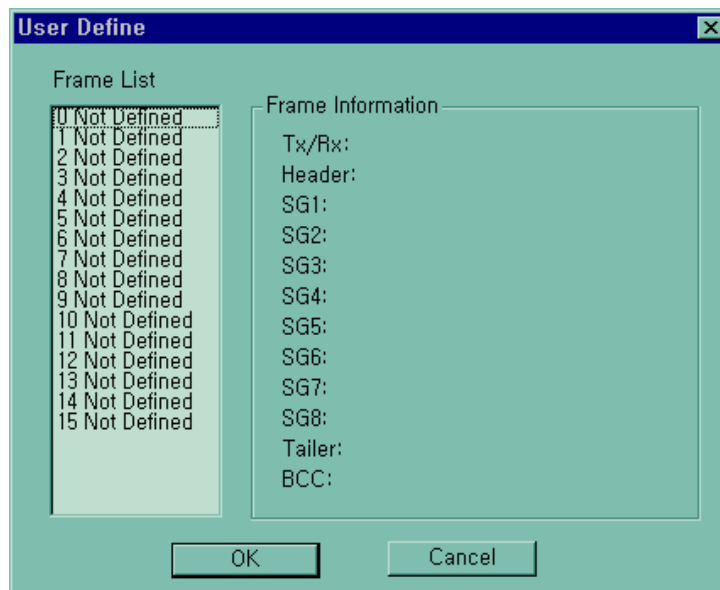 User Define
Frame List
0 Not Defined
1 Not Defined
2 Not Defined
3 Not Defined
4 Not Defined
5 Not Defined
6 Not Defined
7 Not Defined
8 Not Defined
9 Not Defined
10 Not Defined
11 Not Defined
12 Not Defined
13 Not Defined
14 Not Defined
15 Not Defined
Frame Information
Tx/Rx:
Header:
SG1:
SG2:
SG3:
SG4:
SG5:
SG6:
SG7:
SG8:
Tailer:
BCC:
OK
Cancel